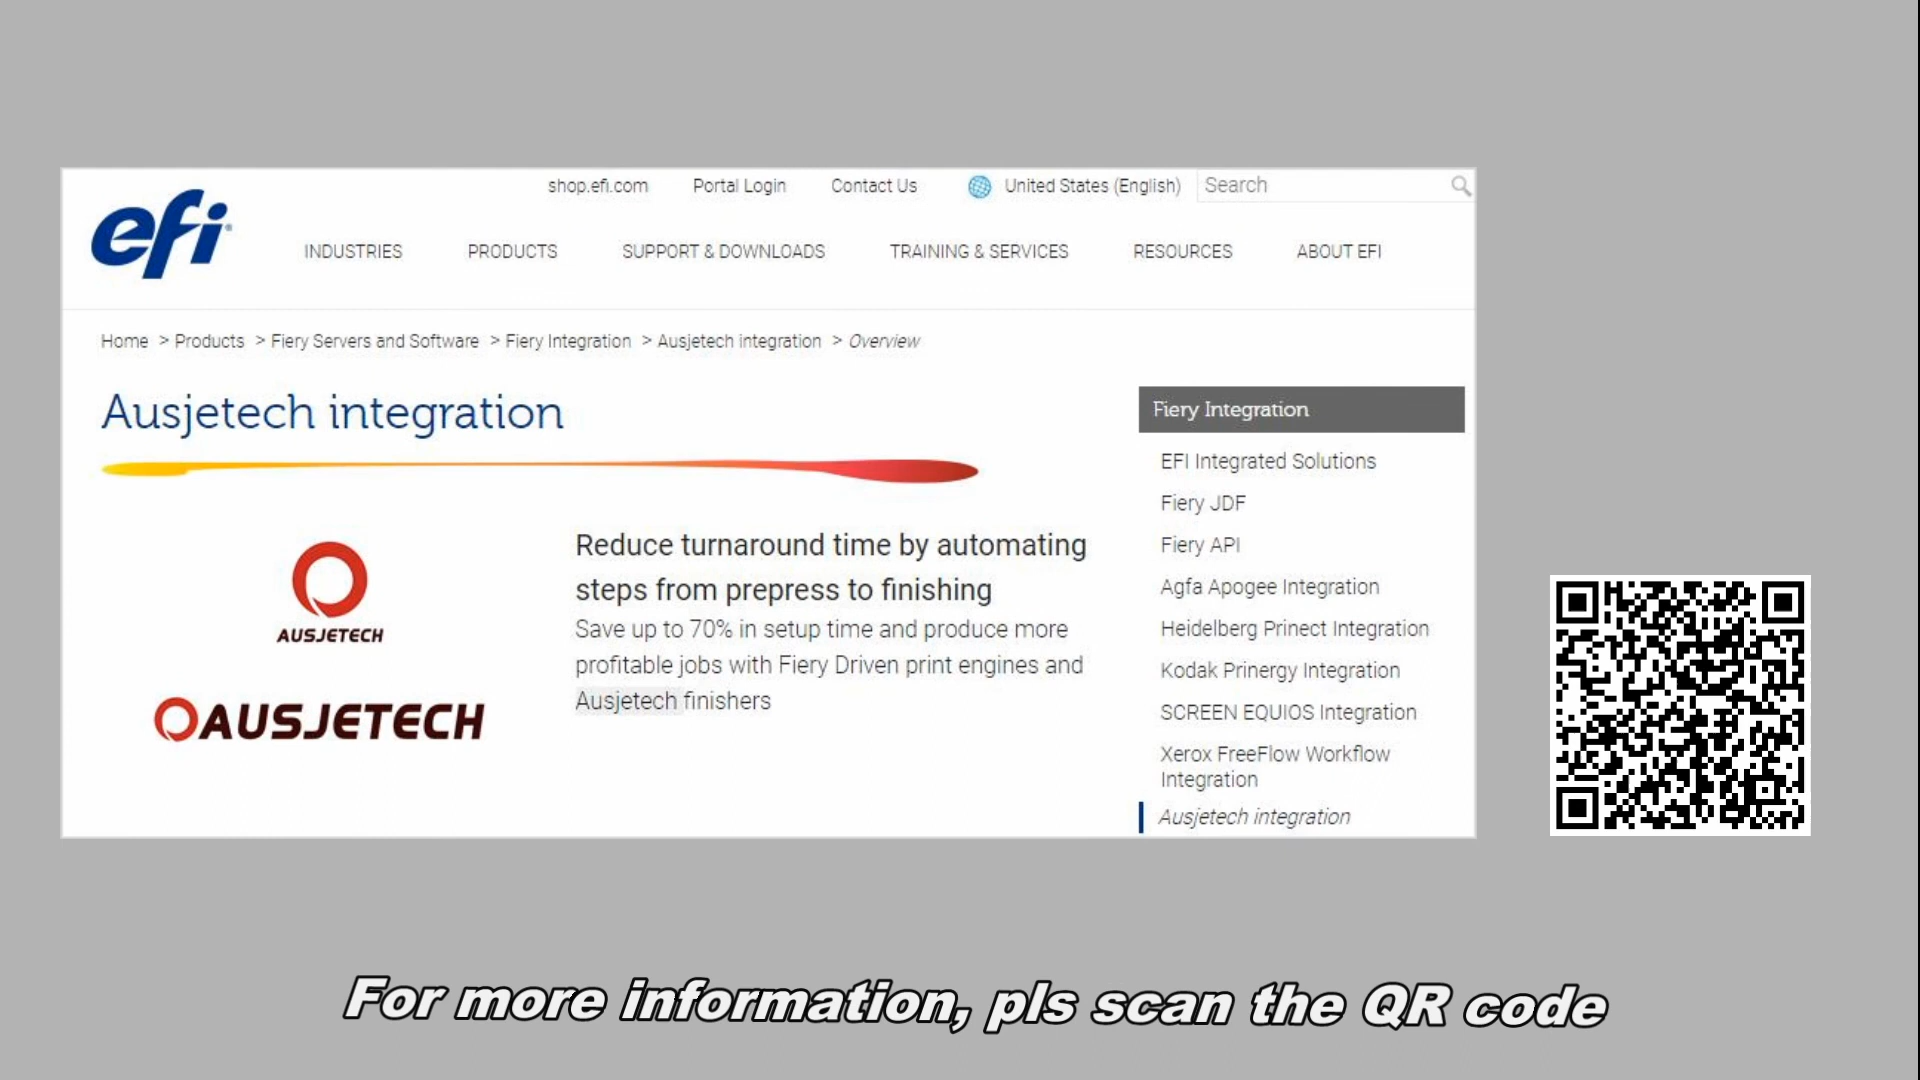 shop.efi.com Portal Login Contact Us United States (English) Search
efi
INDUSTRIES PRODUCTS SUPPORT & DOWNLOADS TRAINING & SERVICES RESOURCES ABOUT EFI
Home > Products > Fiery Servers and Software > Fiery Integration > Ausjetech integration > Overview
Ausjetech integration
AUSJETECH
AUSJETECH
Reduce turnaround time by automating
steps from prepress to finishing
Save up to 70% in setup time and produce more
profitable jobs with Fiery Driven print engines and
Ausjetech finishers
Fiery Integration
EFI Integrated Solutions
Fiery JDF
Fiery API
Agfa Apogee Integration
Heidelberg Prinect Integration
Kodak Prinergy Integration
SCREEN EQUIOS Integration
Xerox FreeFlow Workflow
Integration
Ausjetech integration
For more information, pls scan the QR code